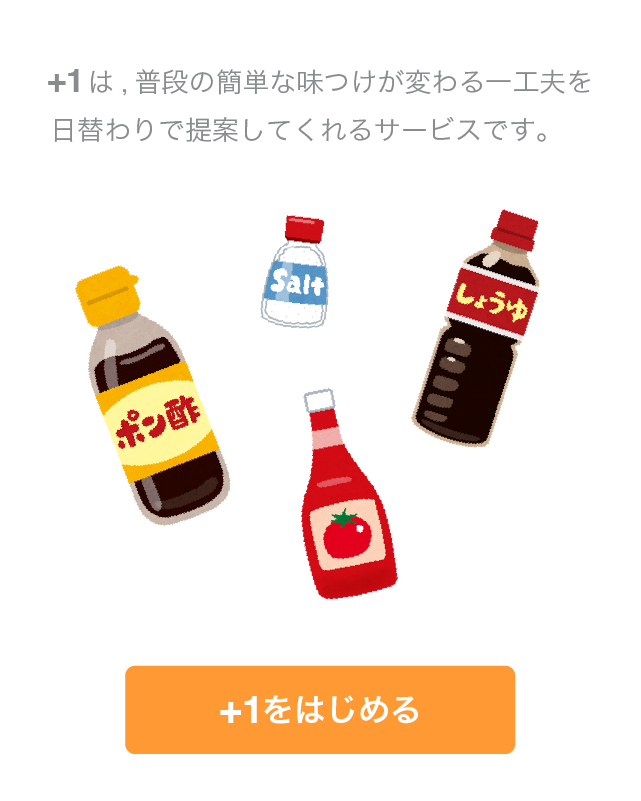 +1は , 普段の簡単な味つけが変わる一工夫を
日替わりで提案してくれるサービスです。
Salt
しょうゆ
ポン酢
+1をはじめる